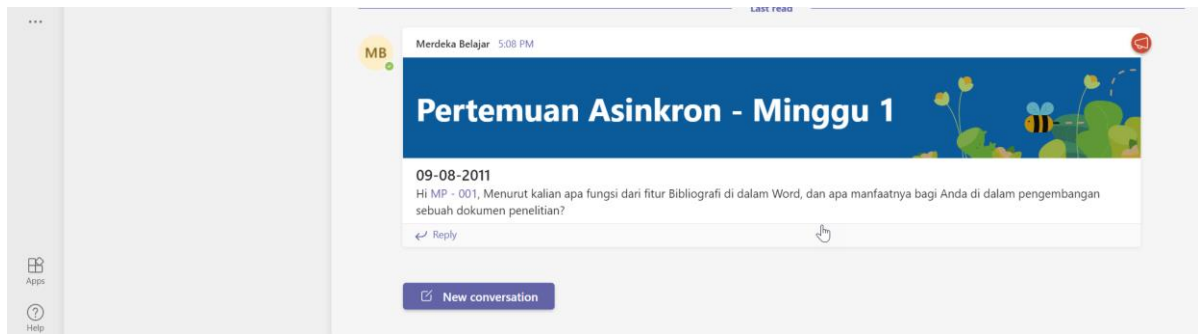 ...
Last read
MB
Merdeka Belajar 5:08 PM
Pertemuan Asinkron - Minggu 1
09-08-2011
Hi MP - 001, Menurut kalian apa fungsi dari fitur Bibliografi di dalam Word, dan apa manfaatnya bagi Anda di dalam pengembangan
sebuah dokumen penelitian?
Reply
Apps
New conversation
Help